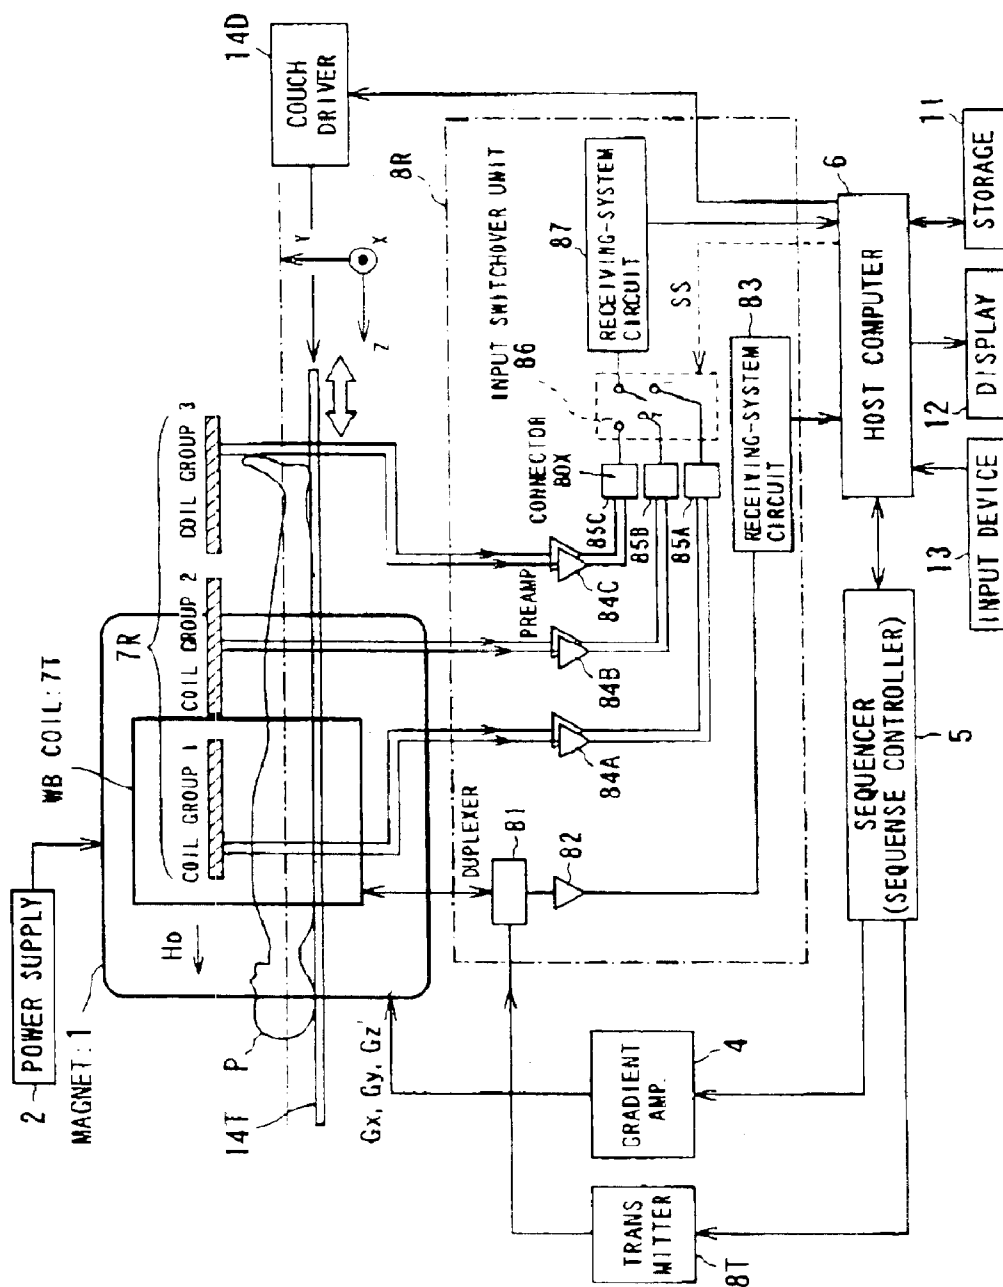 2
POWER SUPPLY
MAGNET:1
WB COIL:7T
7R
COIL GROUP 1
COIL GROUP 2
COIL GROUP 3
14D
COUCH
DRIVER
H0
P
14T
Y
X
Z
Gx, Gy, Gz
8R
DUPLEXER
81
82
PREAMP
84A
84B
84C
CONNECTOR
BOX
85C
85B
85A
INPUT SWITCHOVER UNIT
86
87
RECEIVING-SYSTEM
CIRCUIT
SS
83
RECEIVING-SYSTEM
CIRCUIT
4
GRADIENT
AMP.
TRANS
MITTER
8T
SEQUENCER
(SEQUENSE CONTROLLER)
5
6
HOST COMPUTER
11
STORAGE
12
DISPLAY
13
INPUT DEVICE